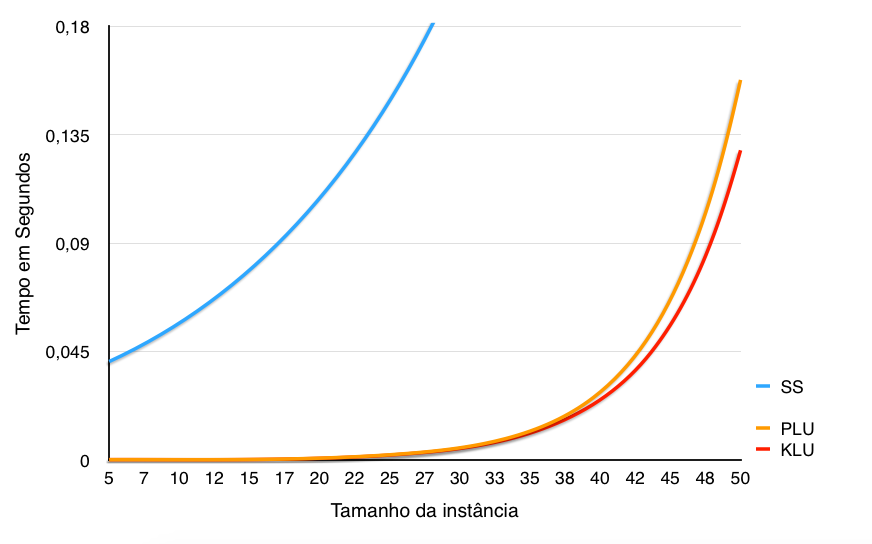 0,18
0,135
0,09
0,045
0
Tempo em Segundos
5 7 10 12 15 17 20 22 25 27 30 33 35 38 40 42 45 48 50
Tamanho da instância
SS
PLU
KLU